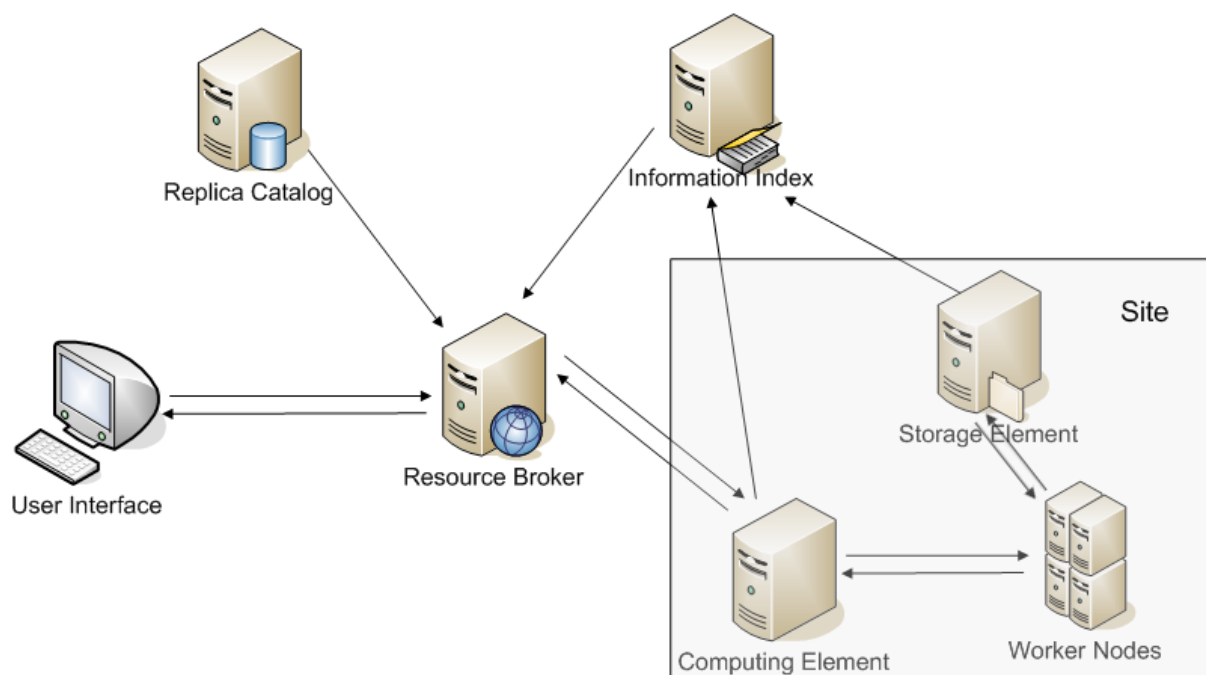 Replica Catalog
Information Index
Site
Storage Element
User Interface
Resource Broker
Computing Element
Worker Nodes